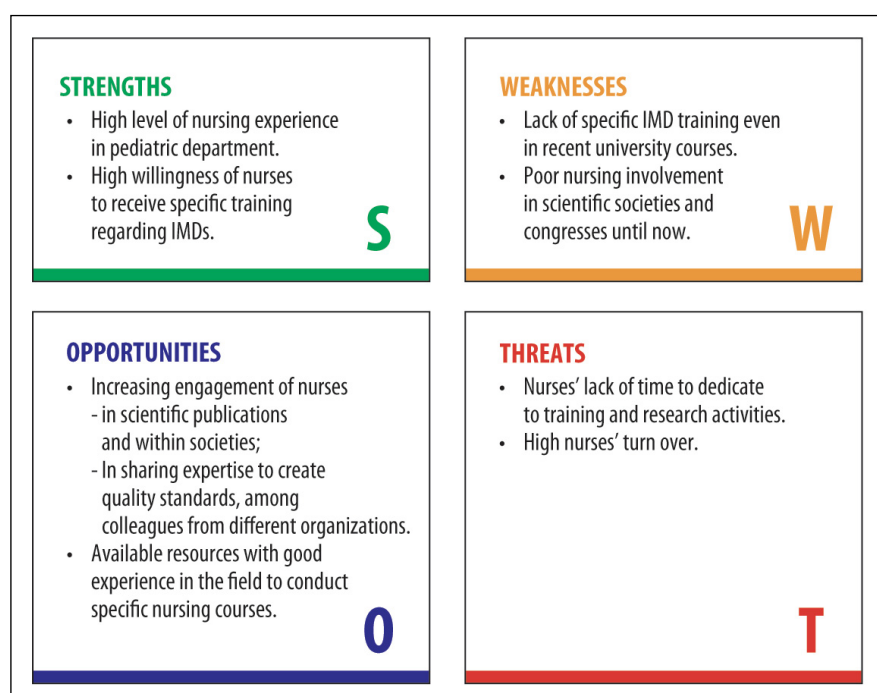 STRENGTHS
• High level of nursing experience
in pediatric department.
• High willingness of nurses
to receive specific training
regarding IMDs.
S
WEAKNESSES
• Lack of specific IMD training even
in recent university courses.
• Poor nursing involvement
in scientific societies and
congresses until now.
W
OPPORTUNITIES
• Increasing engagement of nurses
- in scientific publications
and within societies;
- In sharing expertise to create
quality standards, among
colleagues from different organizations.
• Available resources with good
experience in the field to conduct
specific nursing courses.
O
THREATS
• Nurses’ lack of time to dedicate
to training and research activities.
• High nurses’ turn over.
T